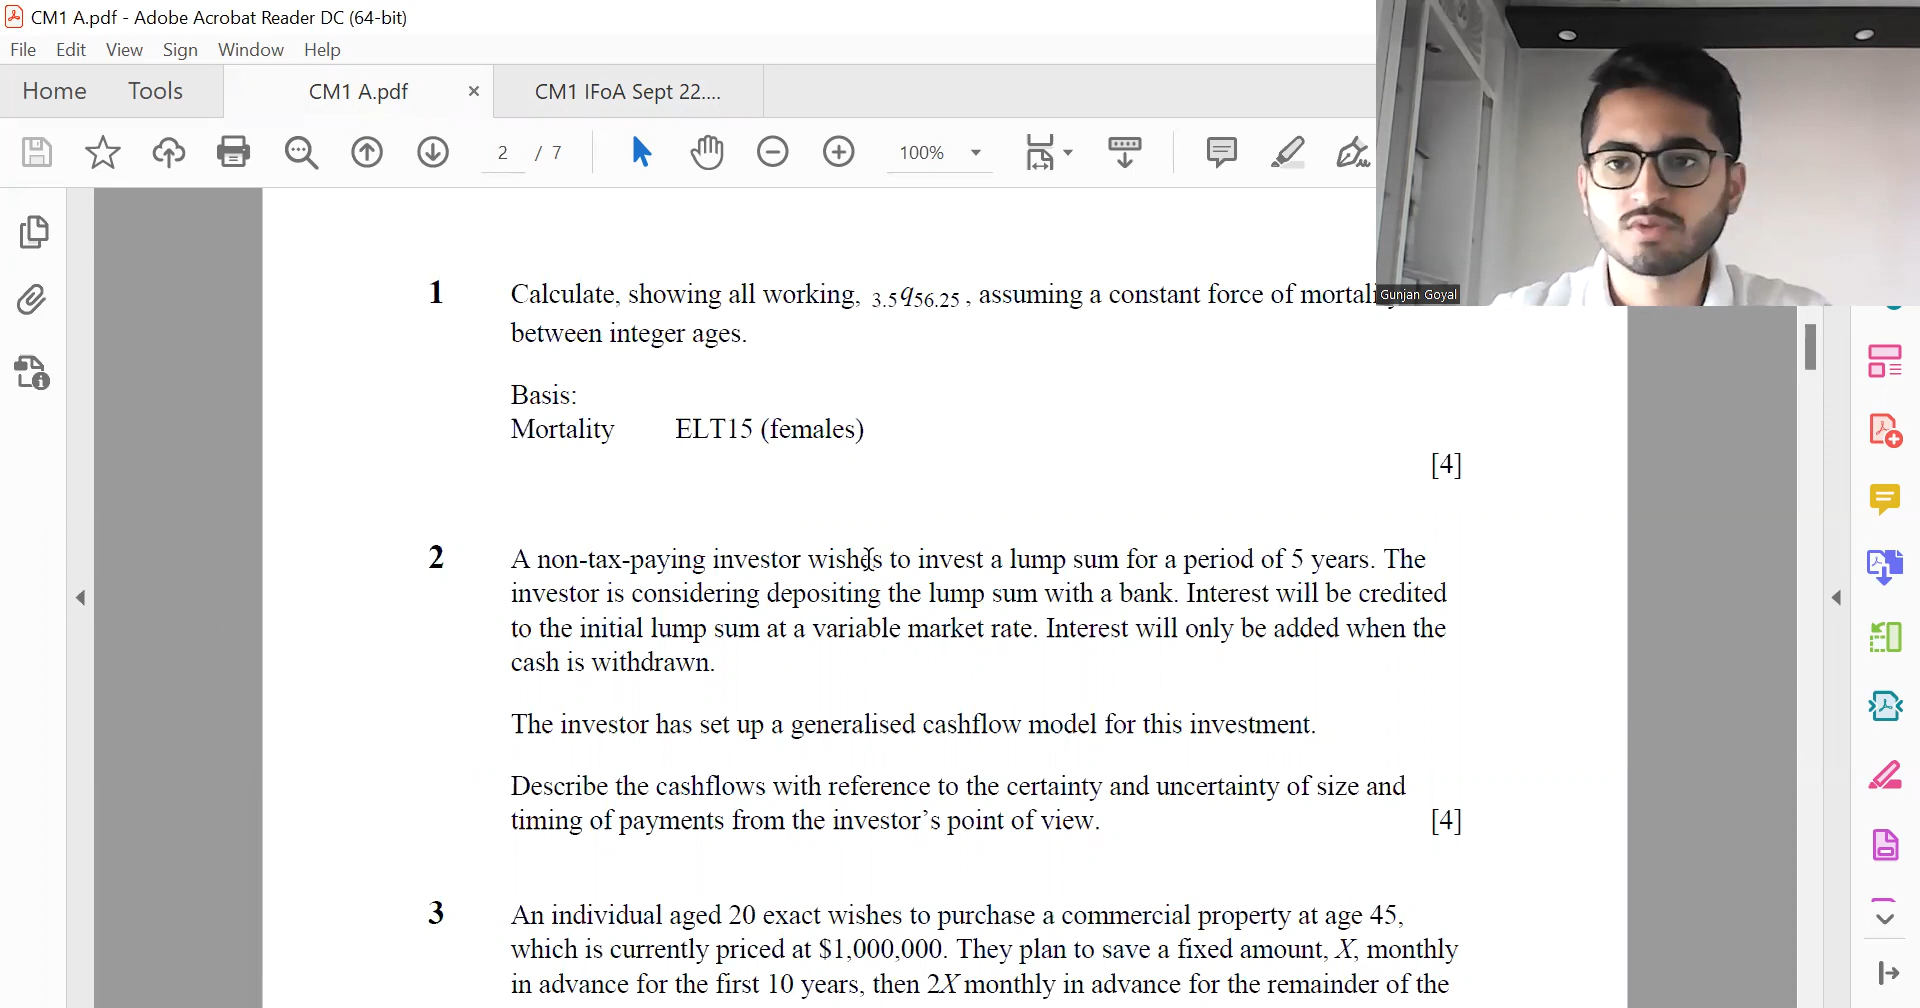 CM1 A.pdf - Adobe Acrobat Reader DC (64-bit)
File Edit View Sign Window Help
Home Tools CM1 A.pdf × CM1 IFoA Sept 22....
2 / 7 100%
Gunjan Goyal
1 Calculate, showing all working, 3.5q56.25, assuming a constant force of
between integer ages.
Basis:
Mortality ELT15 (females)
[4]
2 A non-tax-paying investor wishes to invest a lump sum for a period of 5 years. The
investor is considering depositing the lump sum with a bank. Interest will be credited
to the initial lump sum at a variable market rate. Interest will only be added when the
cash is withdrawn.
The investor has set up a generalised cashflow model for this investment.
Describe the cashflows with reference to the certainty and uncertainty of size and
timing of payments from the investor's point of view. [4]
3 An individual aged 20 exact wishes to purchase a commercial property at age 45,
which is currently priced at $1,000,000. They plan to save a fixed amount, X, monthly
in advance for the first 10 years, then 2X monthly in advance for the remainder of the